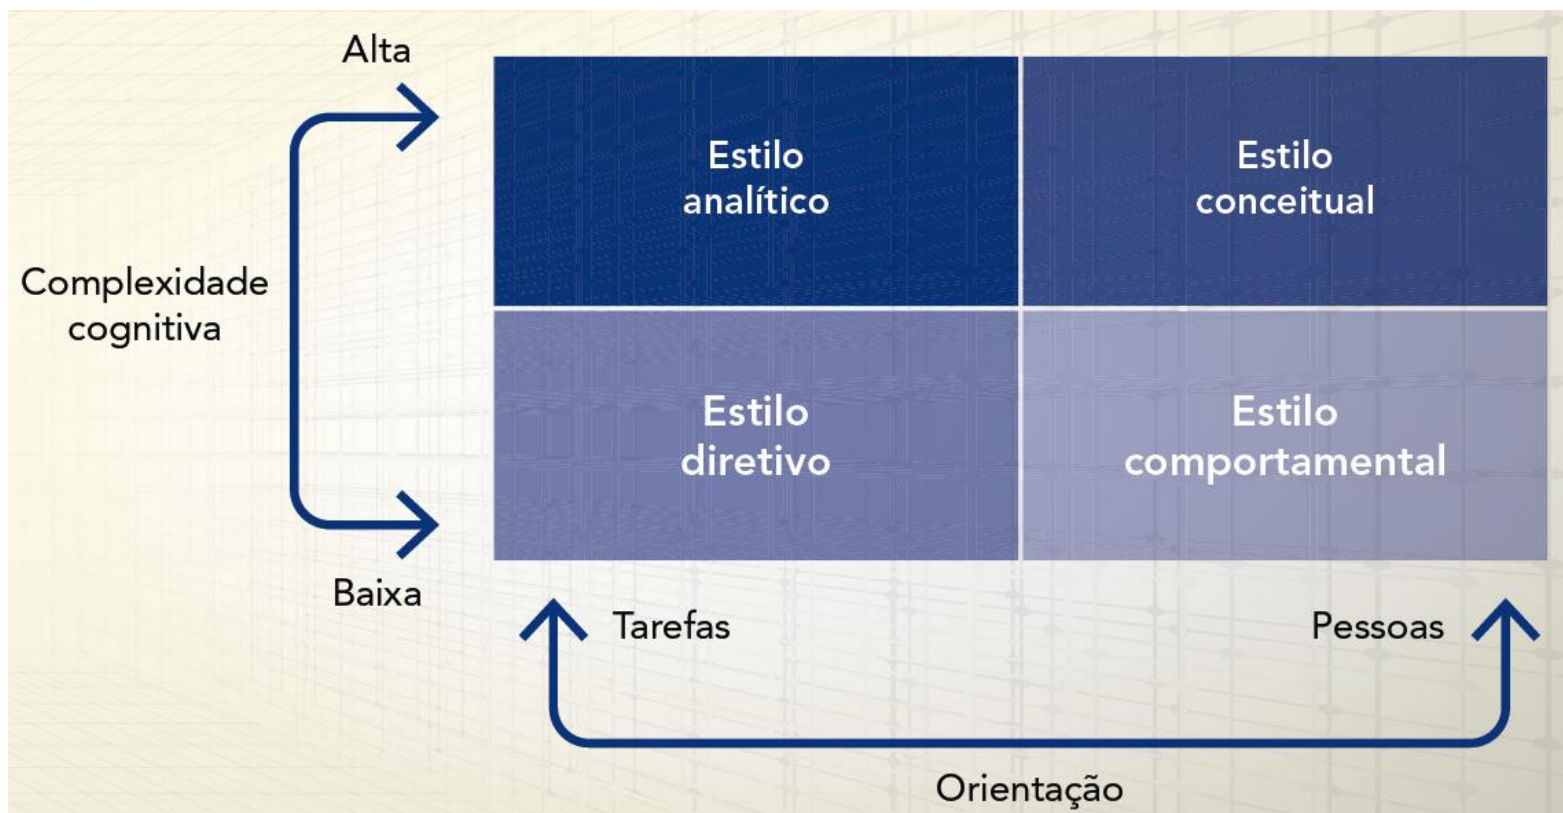 Alta
Estilo
analítico
Estilo
conceitual
Complexidade
cognitiva
Estilo
diretivo
Estilo
comportamental
Baixa
Tarefas
Pessoas
Orientação